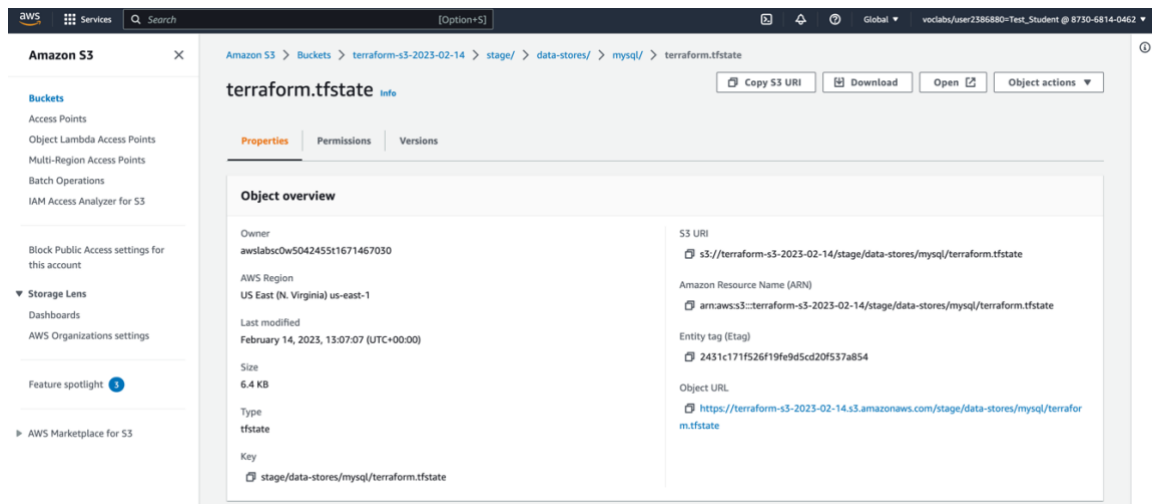 aws
Services
Search
[Option+S]
Global
voclabs/user2386880=Test_Student @ 8730-6814-0462
Amazon S3
Buckets
Access Points
Object Lambda Access Points
Multi-Region Access Points
Batch Operations
IAM Access Analyzer for S3
Block Public Access settings for
this account
Storage Lens
Dashboards
AWS Organizations settings
Feature spotlight 3
AWS Marketplace for S3
Amazon S3 > Buckets > terraform-s3-2023-02-14 > stage/ > data-stores/ > mysql/ > terraform.tfstate
terraform.tfstate Info
Copy S3 URI
Download
Open
Object actions
Properties
Permissions
Versions
Object overview
Owner
awslabsc0w5042455t1671467030
AWS Region
US East (N. Virginia) us-east-1
Last modified
February 14, 2023, 13:07:07 (UTC+00:00)
Size
6.4 KB
Type
tfstate
Key
stage/data-stores/mysql/terraform.tfstate
S3 URI
s3://terraform-s3-2023-02-14/stage/data-stores/mysql/terraform.tfstate
Amazon Resource Name (ARN)
arn:aws:s3:::terraform-s3-2023-02-14/stage/data-stores/mysql/terraform.tfstate
Entity tag (Etag)
2431c171f526f19fe9d5cd20f537a854
Object URL
https://terraform-s3-2023-02-14.s3.amazonaws.com/stage/data-stores/mysql/terrafor
m.tfstate